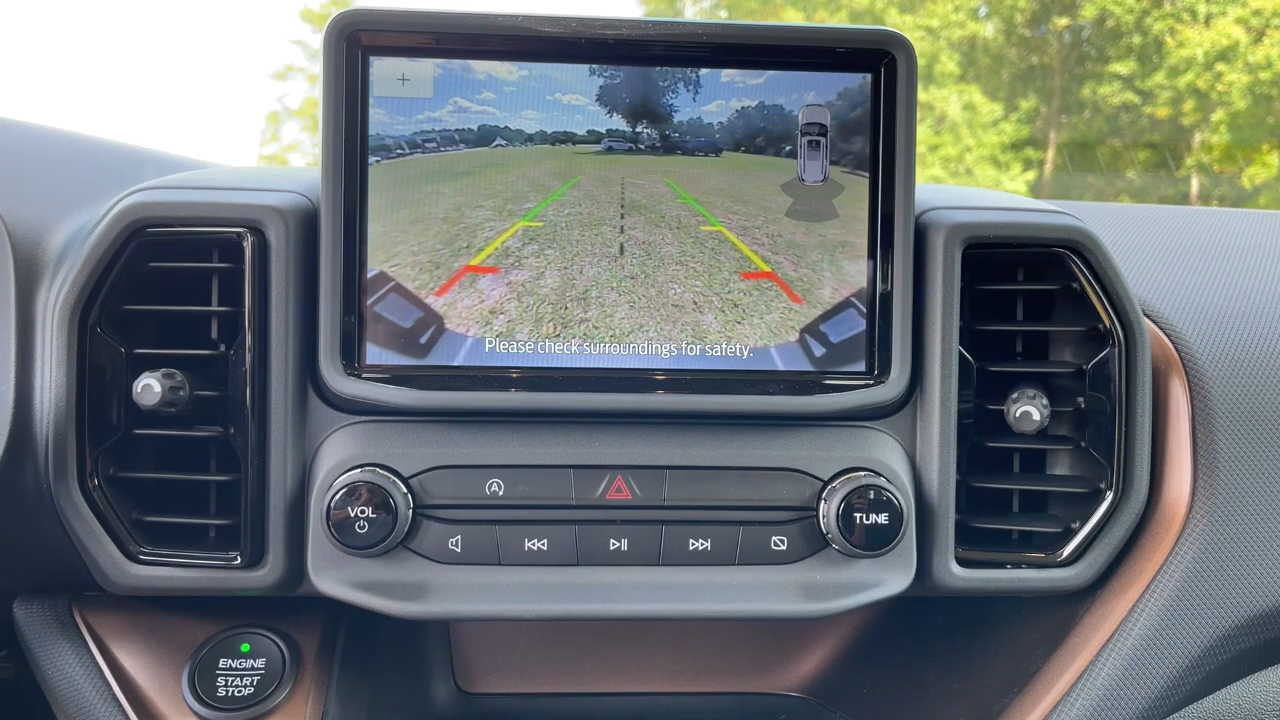 +
Please check surroundings for safety.
A
VOL
TUNE
ENGINE
START
STOP